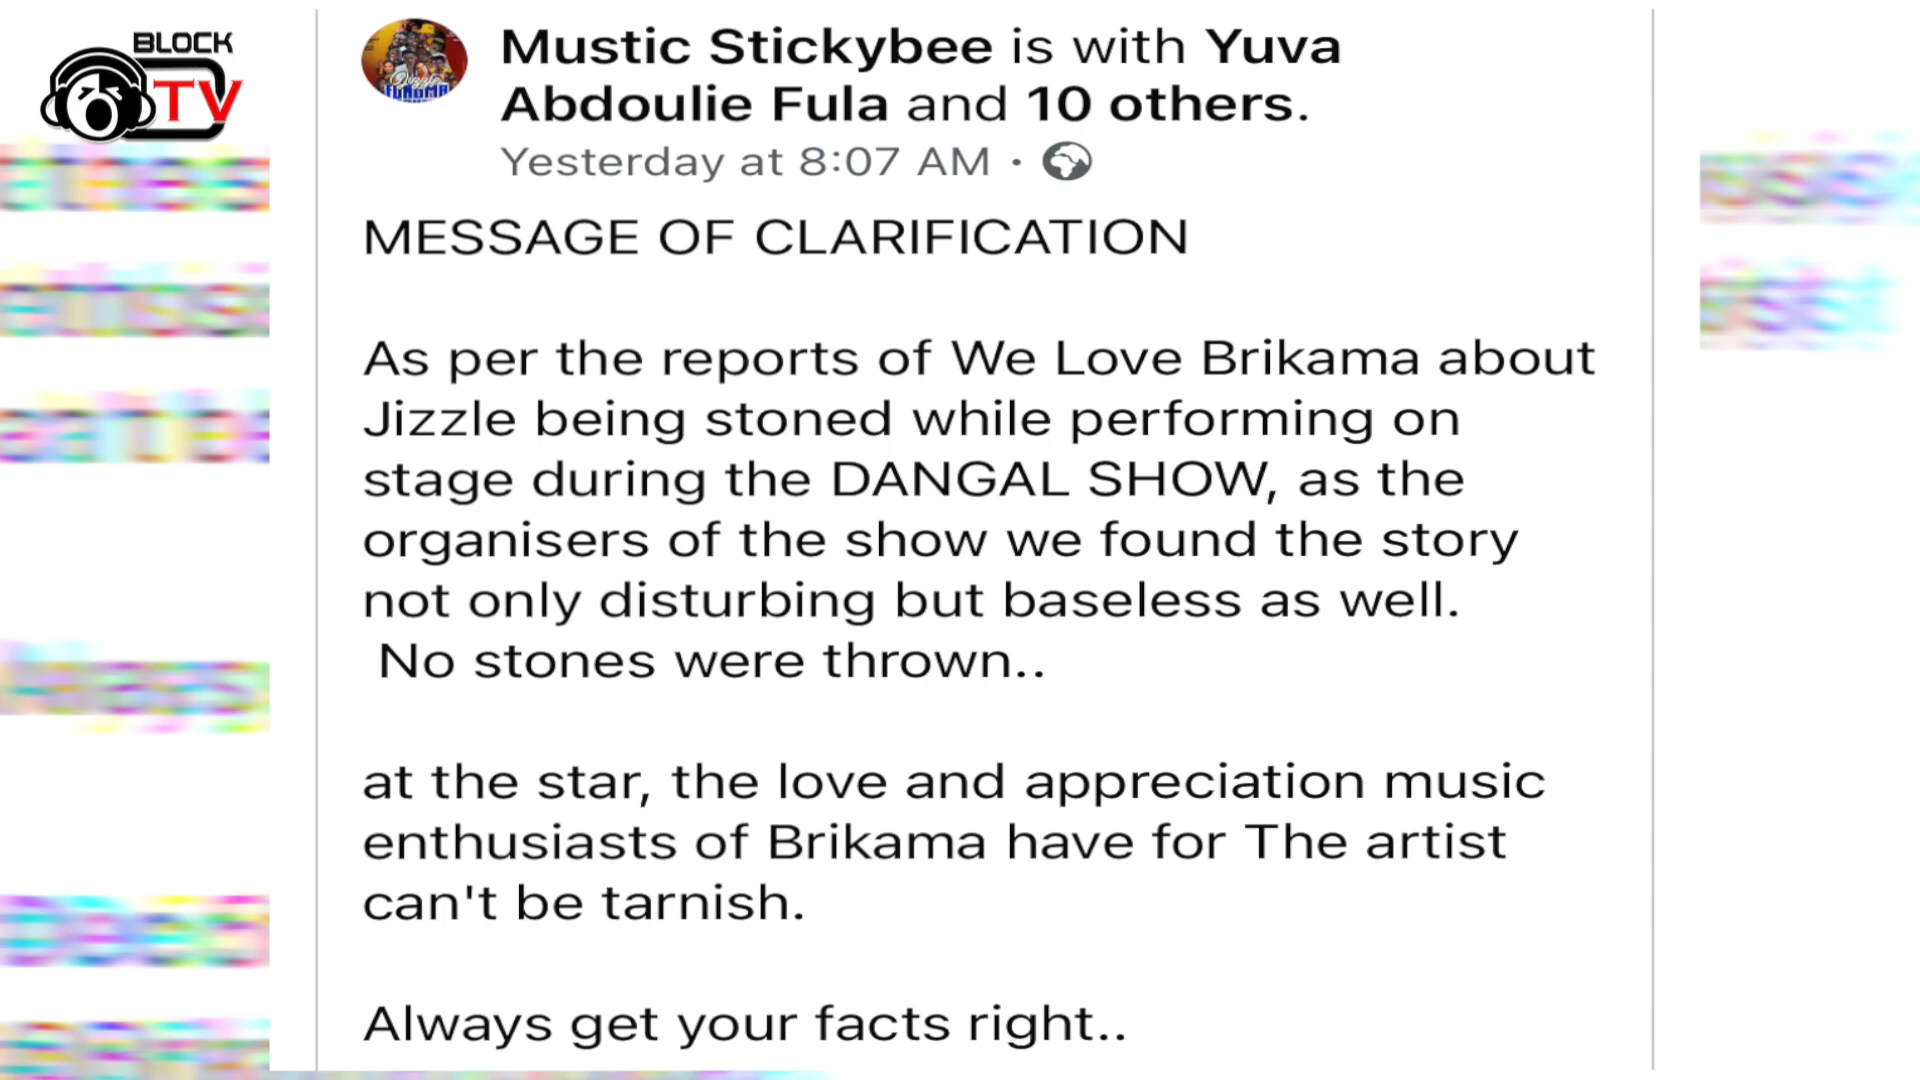 BLOCK
TV
Mustic Stickybee is with Yuva
Abdoulie Fula and 10 others.
Yesterday at 8:07 AM ·
MESSAGE OF CLARIFICATION
As per the reports of We Love Brikama about
Jizzle being stoned while performing on
stage during the DANGAL SHOW, as the
organisers of the show we found the story
not only disturbing but baseless as well.
No stones were thrown..
at the star, the love and appreciation music
enthusiasts of Brikama have for The artist
can't be tarnish.
Always get your facts right..